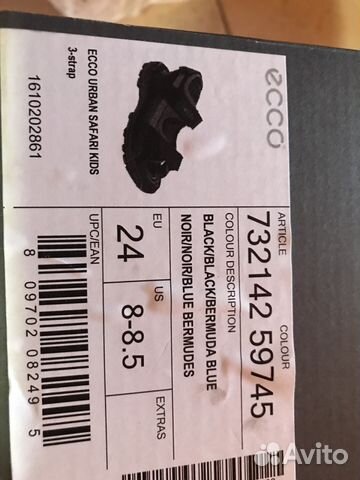 ecco
ECCO URBAN SAFARI KIDS
3-strap
1610202861
ARTICLE
COLOUR
732142 59745
COLOUR DESCRIPTION
BLACK/BLACK/BERMUDA BLUE
NOIR/NOIR/BLUE BERMUDES
EU
US
EXTRAS
24
8-8.5
UPC/EAN
8 09702 08249 5
Avito